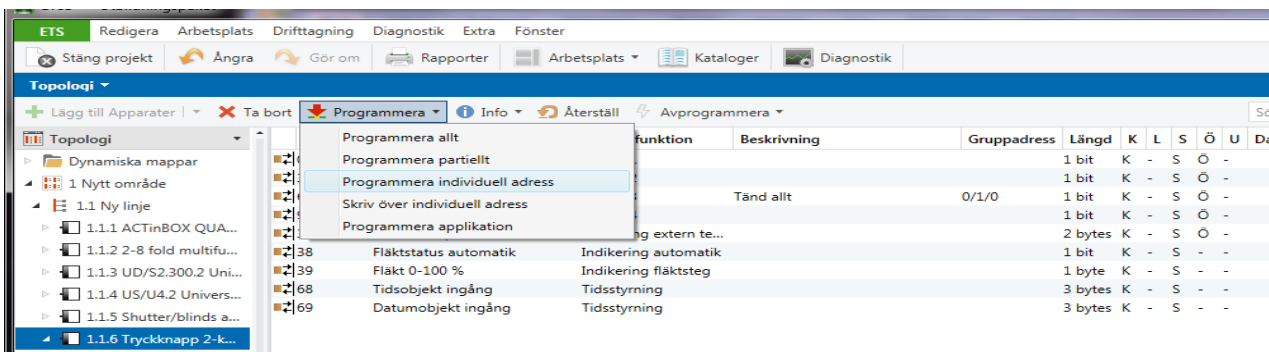 ETS Redigera Arbetsplats Drifttagning Diagnostik Extra Fönster
Stäng projekt Ångra Gör om Rapporter Arbetsplats Kataloger Diagnostik
Topologi
Lägg till Apparater Ta bort Programmera Info Återställ Avprogrammera
Topologi funktion Beskrivning Gruppadress Längd K L S Ö U
Programmera allt
Programmera partiellt
Programmera individuell adress
Skriv över individuell adress
Programmera applikation
Dynamiska mappar 1 bit K - S Ö -
1 Nytt område 1 bit K - S Ö -
1.1 Ny linje Tänd allt 0/1/0 1 bit K - S Ö -
1.1.1 ACTinBOX QUA... 1 bit K - S Ö -
ng extern te... 2 bytes K - S Ö -
1.1.2 2-8 fold multifu... 38 Fläktstatus automatik Indikering automatik 1 bit K - S - -
1.1.3 UD/S2.300.2 Uni... 39 Fläkt 0-100 % Indikering fläktsteg 1 byte K - S - -
1.1.4 US/U4.2 Univers... 68 Tidsobjekt ingång Tidsstyrning 3 bytes K - S - -
1.1.5 Shutter/blinds a... 69 Datumobjekt ingång Tidsstyrning 3 bytes K - S - -
1.1.6 Tryckknapp 2-k...